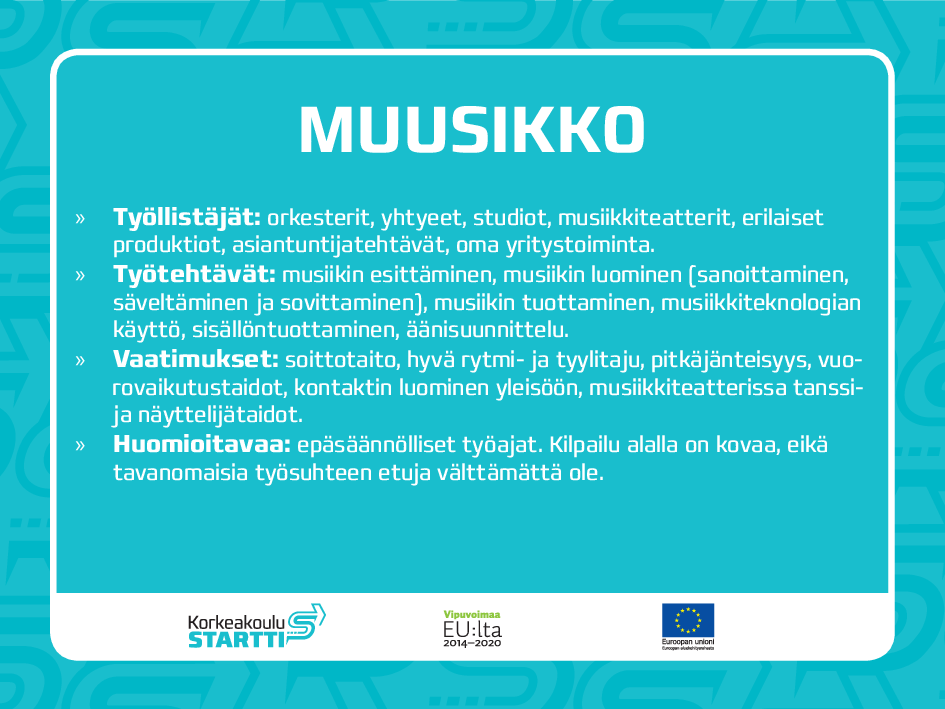 MUUSIKKO
» Työllistäjät: orkesterit, yhtyeet, studiot, musiikkiteatterit, erilaiset
produktiot, asiantuntijatehtävät, oma yritystoiminta.
» Työtehtävät: musiikin esittäminen, musiikin luominen (sanoittaminen,
säveltäminen ja sovittaminen), musiikin tuottaminen, musiikkiteknologian
käyttö, sisällöntuottaminen, äänisuunnittelu.
» Vaatimukset: soittotaito, hyvä rytmi- ja tyylitaju, pitkäjänteisyys, vuo-
rovaikutustaidot, kontaktin luominen yleisöön, musiikkiteatterissa tanssi-
ja näyttelijätaidot.
» Huomioitavaa: epäsäännölliset työajat. Kilpailu alalla on kovaa, eikä
tavanomaisia työsuhteen etuja välttämättä ole.
Korkeakoulu
STARTTI
Vipuvoimaa
EU:lta
2014–2020
Euroopan unioni
Euroopan aluekehitysrahasto